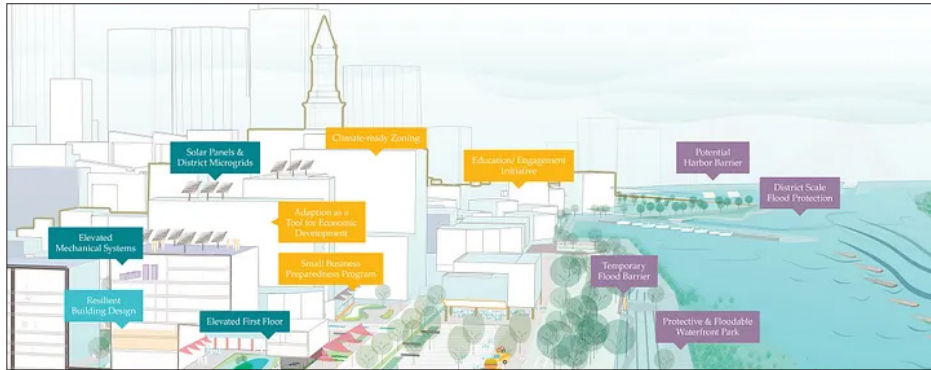 Solar Panels &
District Microgrids
Climate-ready Zoning
Education/ Engagement
Initiative
Potential
Harbor Barrier
District Scale
Flood Protection
Adaption as a
Tool for Economic
Development
Elevated
Mechanical Systems
Small Business
Preparedness Program
Temporary
Flood Barrier
Resilient
Building Design
Elevated First Floor
Protective & Floodable
Waterfront Park